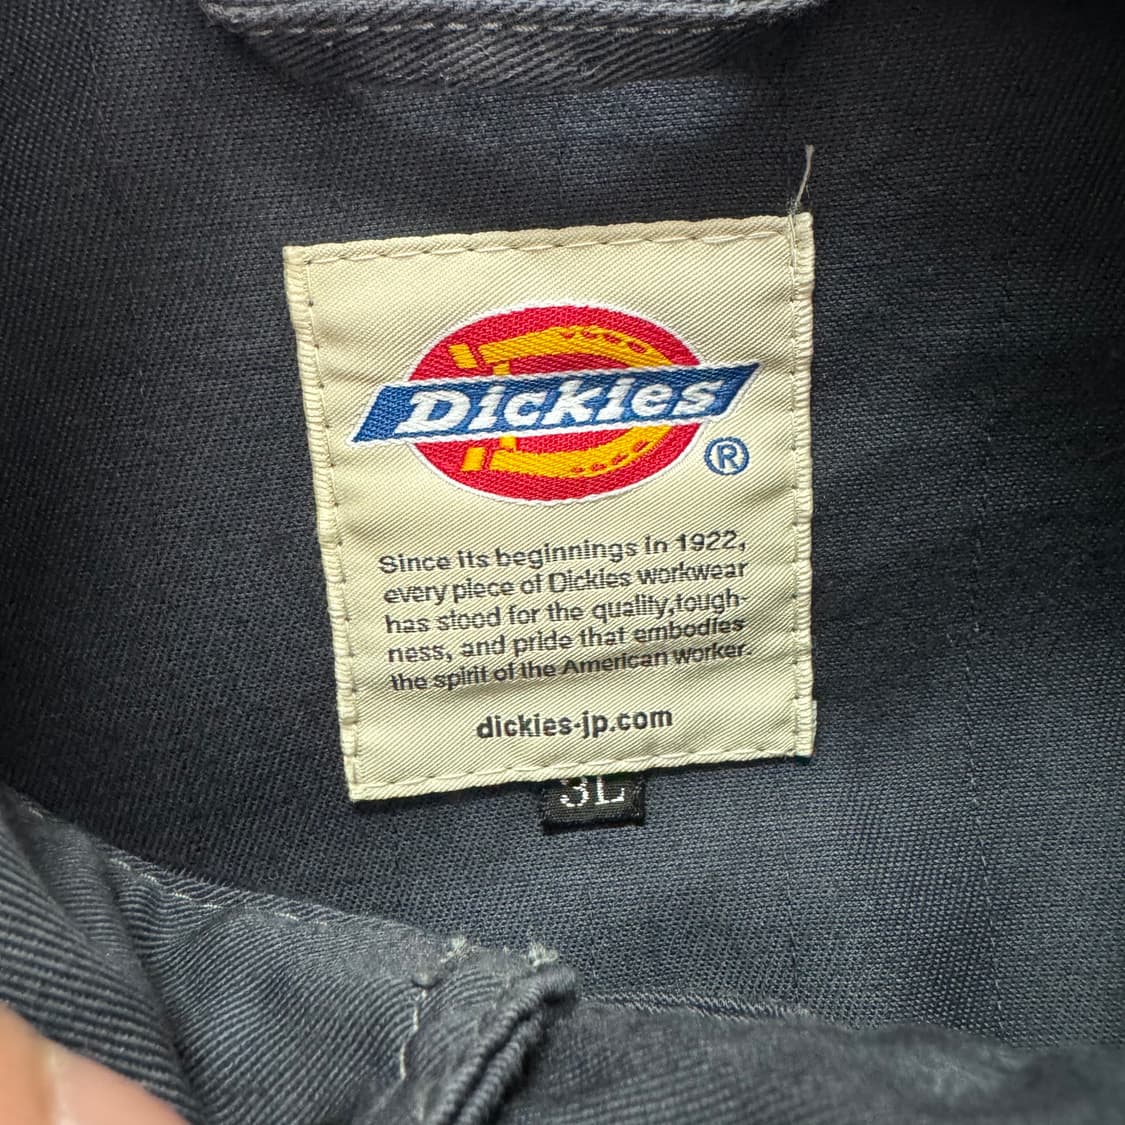 Dickies
®
Since its beginnings in 1922,
every piece of Dickies workwear
has stood for the quality,tough-
ness, and pride that embodies
the spirit of the American worker.
dickies-jp.com
3L